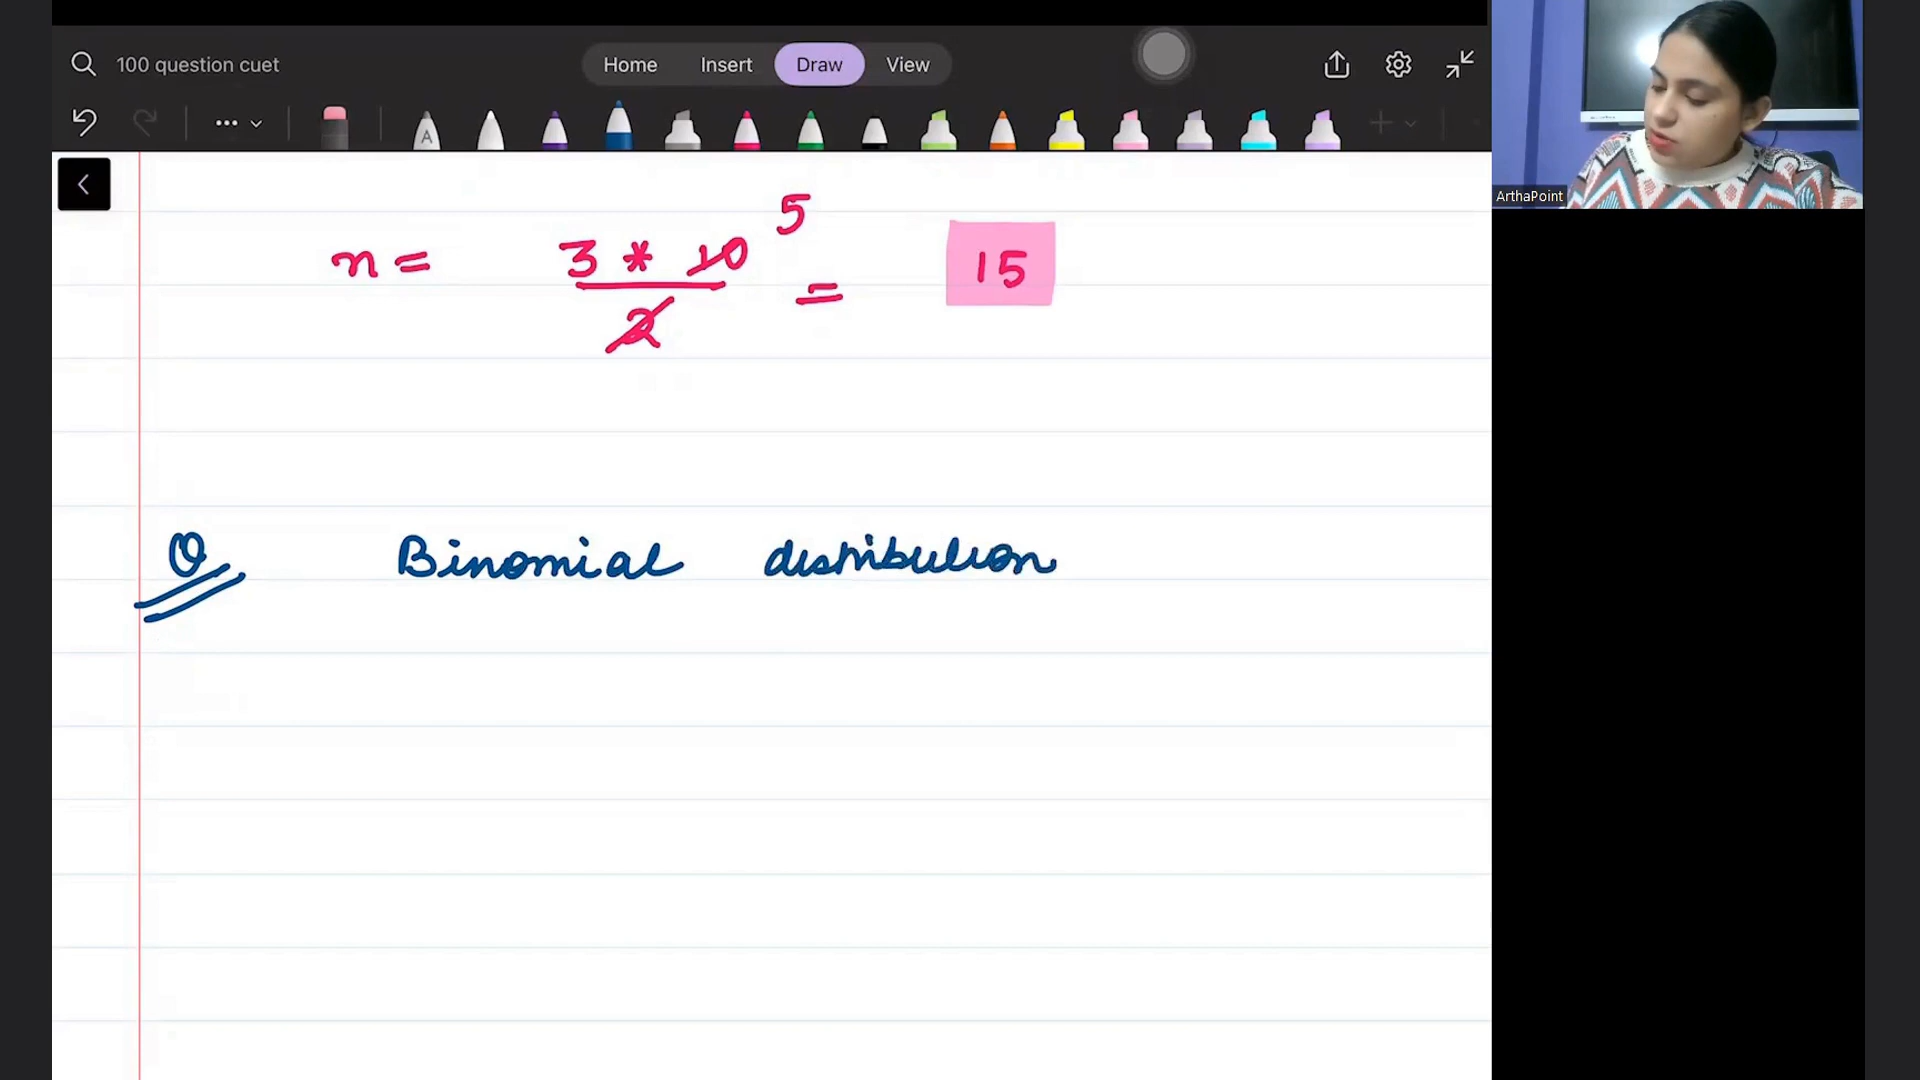 100 question cuet
Home Insert Draw View
A
ArthaPoint
5
n = 3 * 10 = 15
2
Q Binomial distribution